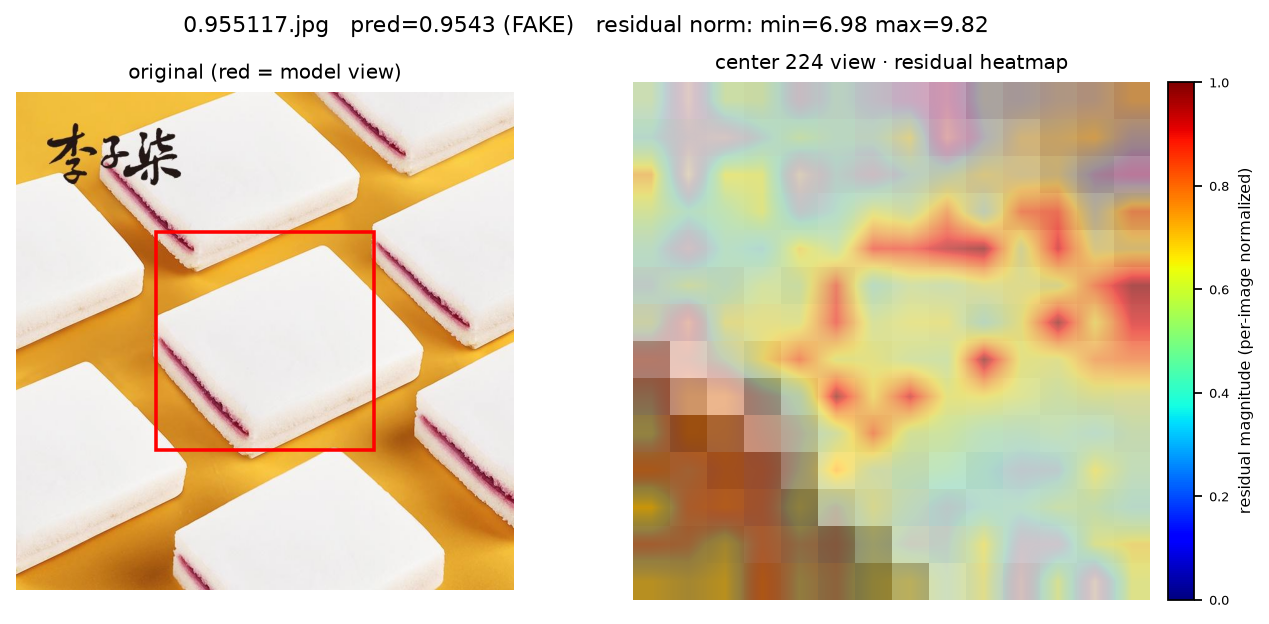 0.955117.jpg   pred=0.9543 (FAKE)   residual norm: min=6.98 max=9.82
original (red = model view)
李子柒
center 224 view · residual heatmap
1.0
0.8
0.6
0.4
0.2
0.0
residual magnitude (per-image normalized)